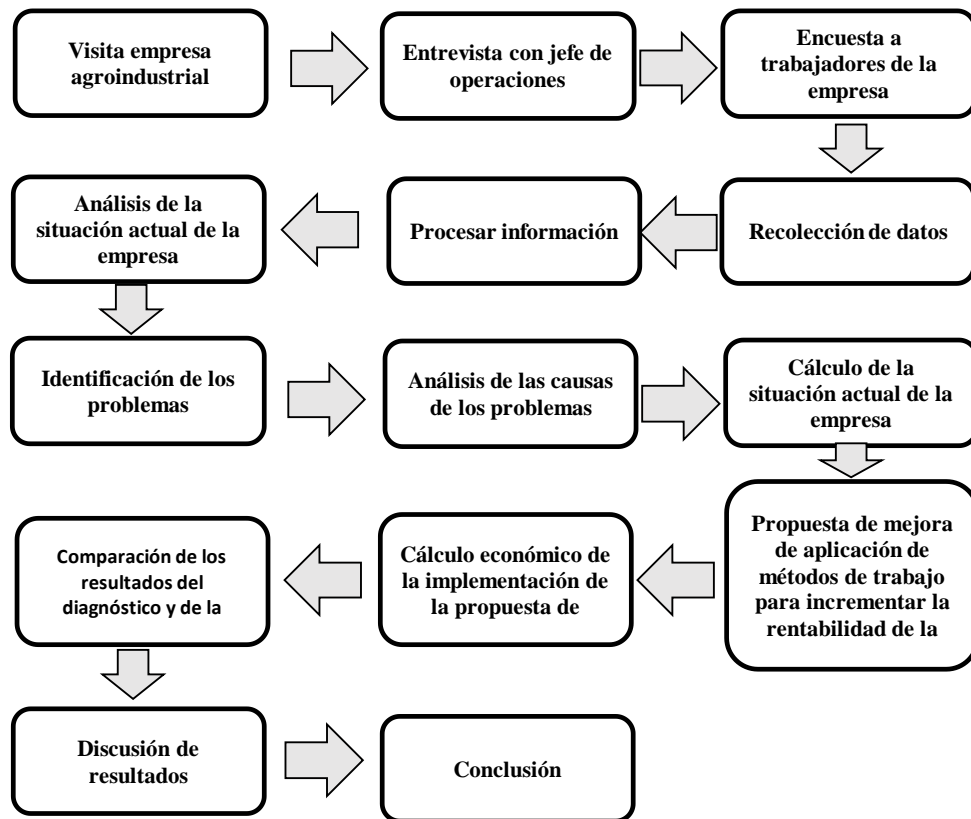 Visita empresa
agroindustrial
Entrevista con jefe de
operaciones
Encuesta a
trabajadores de la
empresa
Recolección de datos
Procesar información
Análisis de la
situación actual de la
empresa
Identificación de los
problemas
Análisis de las causas
de los problemas
Cálculo de la
situación actual de la
empresa
Propuesta de mejora
de aplicación de
métodos de trabajo
para incrementar la
rentabilidad de la
Cálculo económico de
la implementación de
la propuesta de
Comparación de los
resultados del
diagnóstico y de la
Discusión de
resultados
Conclusión